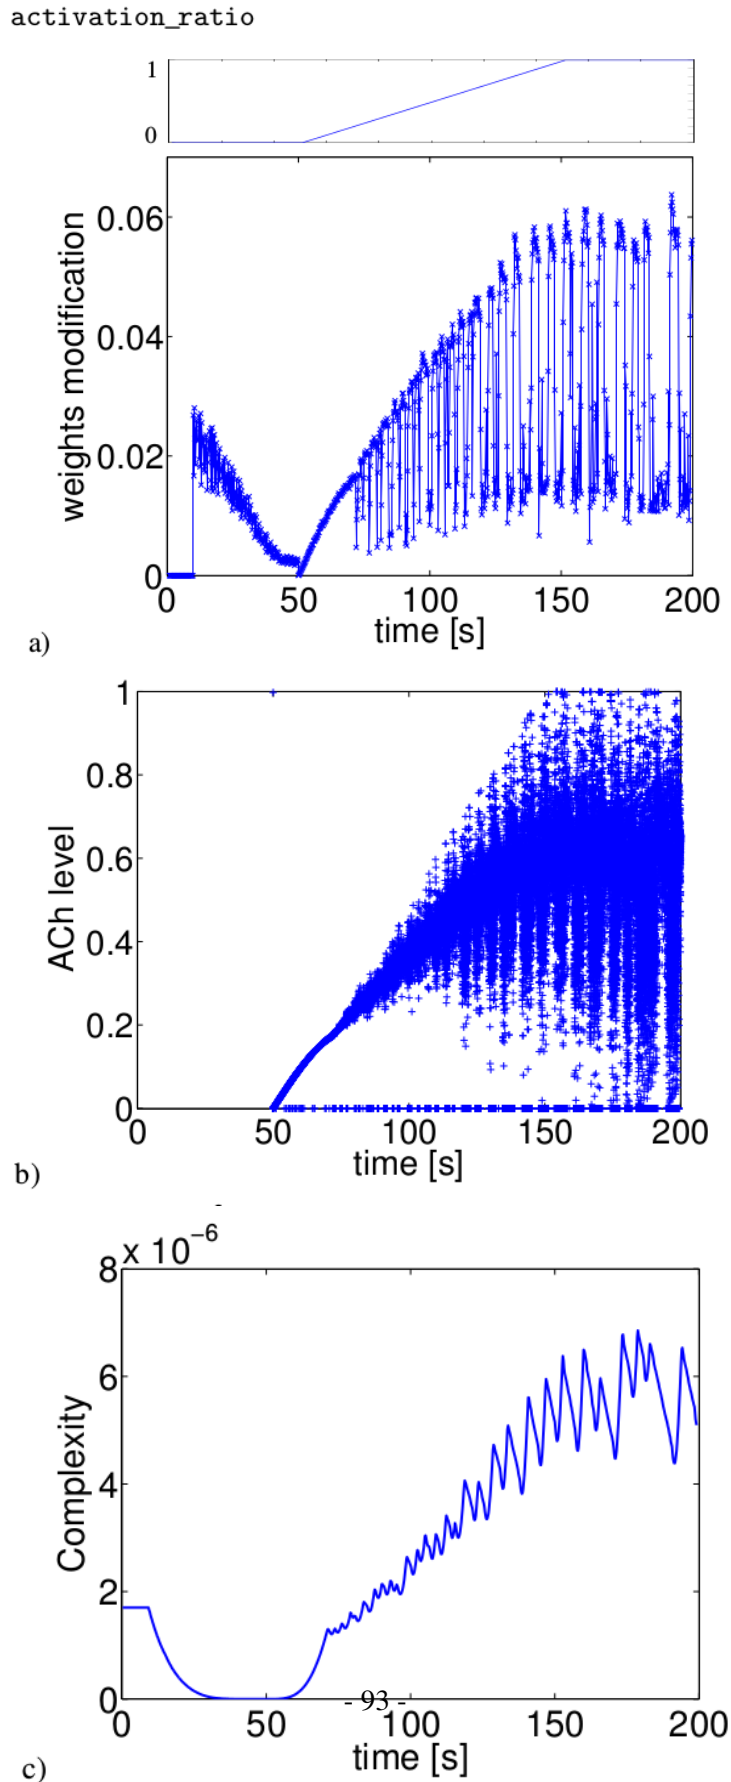 activation_ratio
1
0
weights modification
0.06
0.04
0.02
0
0 50 100 150 200
time [s]
a)
ACh level
1
0.8
0.6
0.4
0.2
0
0 50 100 150 200
time [s]
b)
x 10⁻⁶
Complexity
8
6
4
2
0
- 93 -
0 50 100 150 200
time [s]
c)